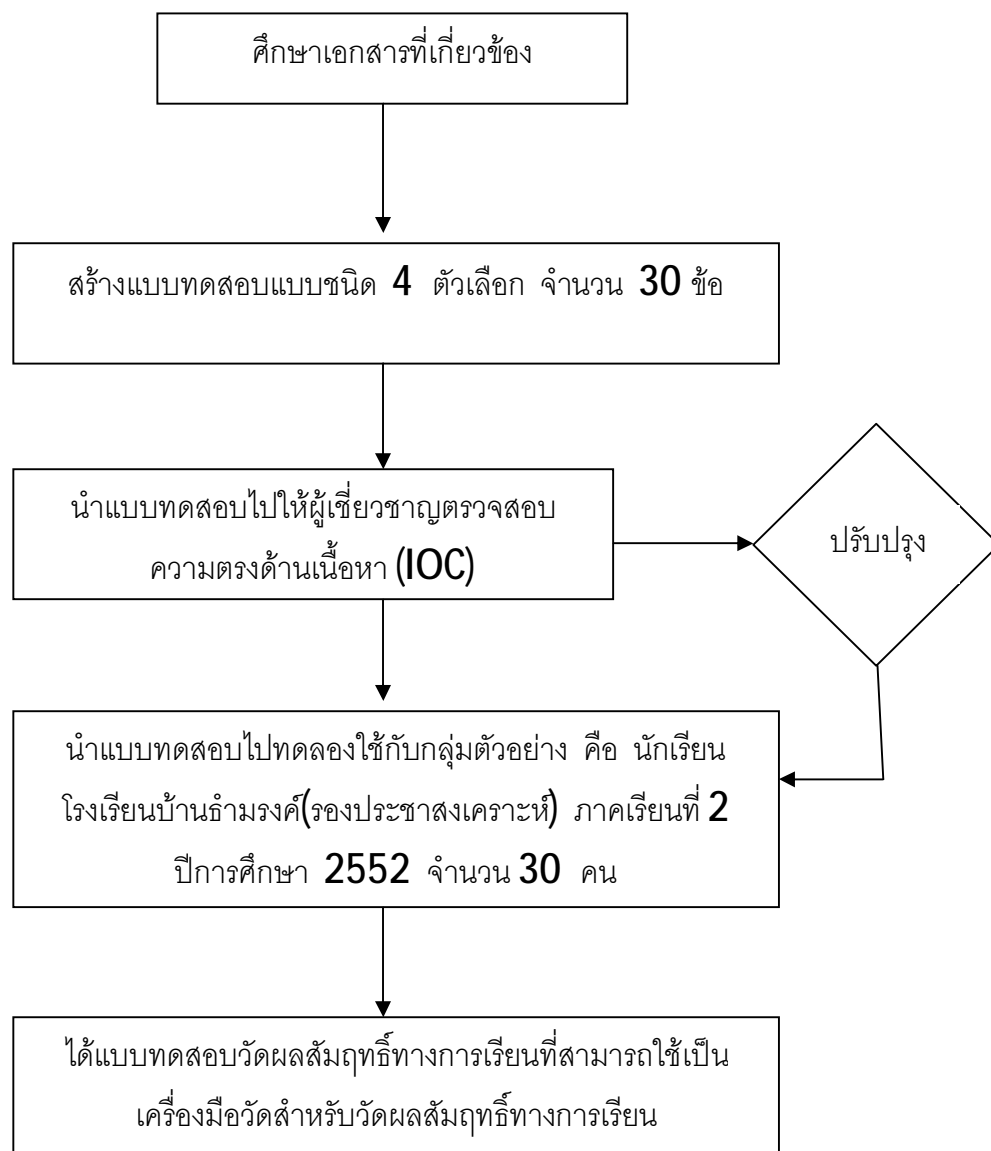 ศึกษาเอกสารที่เกี่ยวข้อง
สร้างแบบทดสอบแบบชนิด 4 ตัวเลือก จำนวน 30 ข้อ
นำแบบทดสอบไปให้ผู้เชี่ยวชาญตรวจสอบ
ความตรงด้านเนื้อหา (IOC)
ปรับปรุง
นำแบบทดสอบไปทดลองใช้กับกลุ่มตัวอย่าง คือ นักเรียน
โรงเรียนบ้านธำมรงค์(รองประชาสงเคราะห์) ภาคเรียนที่ 2
ปีการศึกษา 2552 จำนวน 30 คน
ได้แบบทดสอบวัดผลสัมฤทธิ์ทางการเรียนที่สามารถใช้เป็น
เครื่องมือวัดสำหรับวัดผลสัมฤทธิ์ทางการเรียน